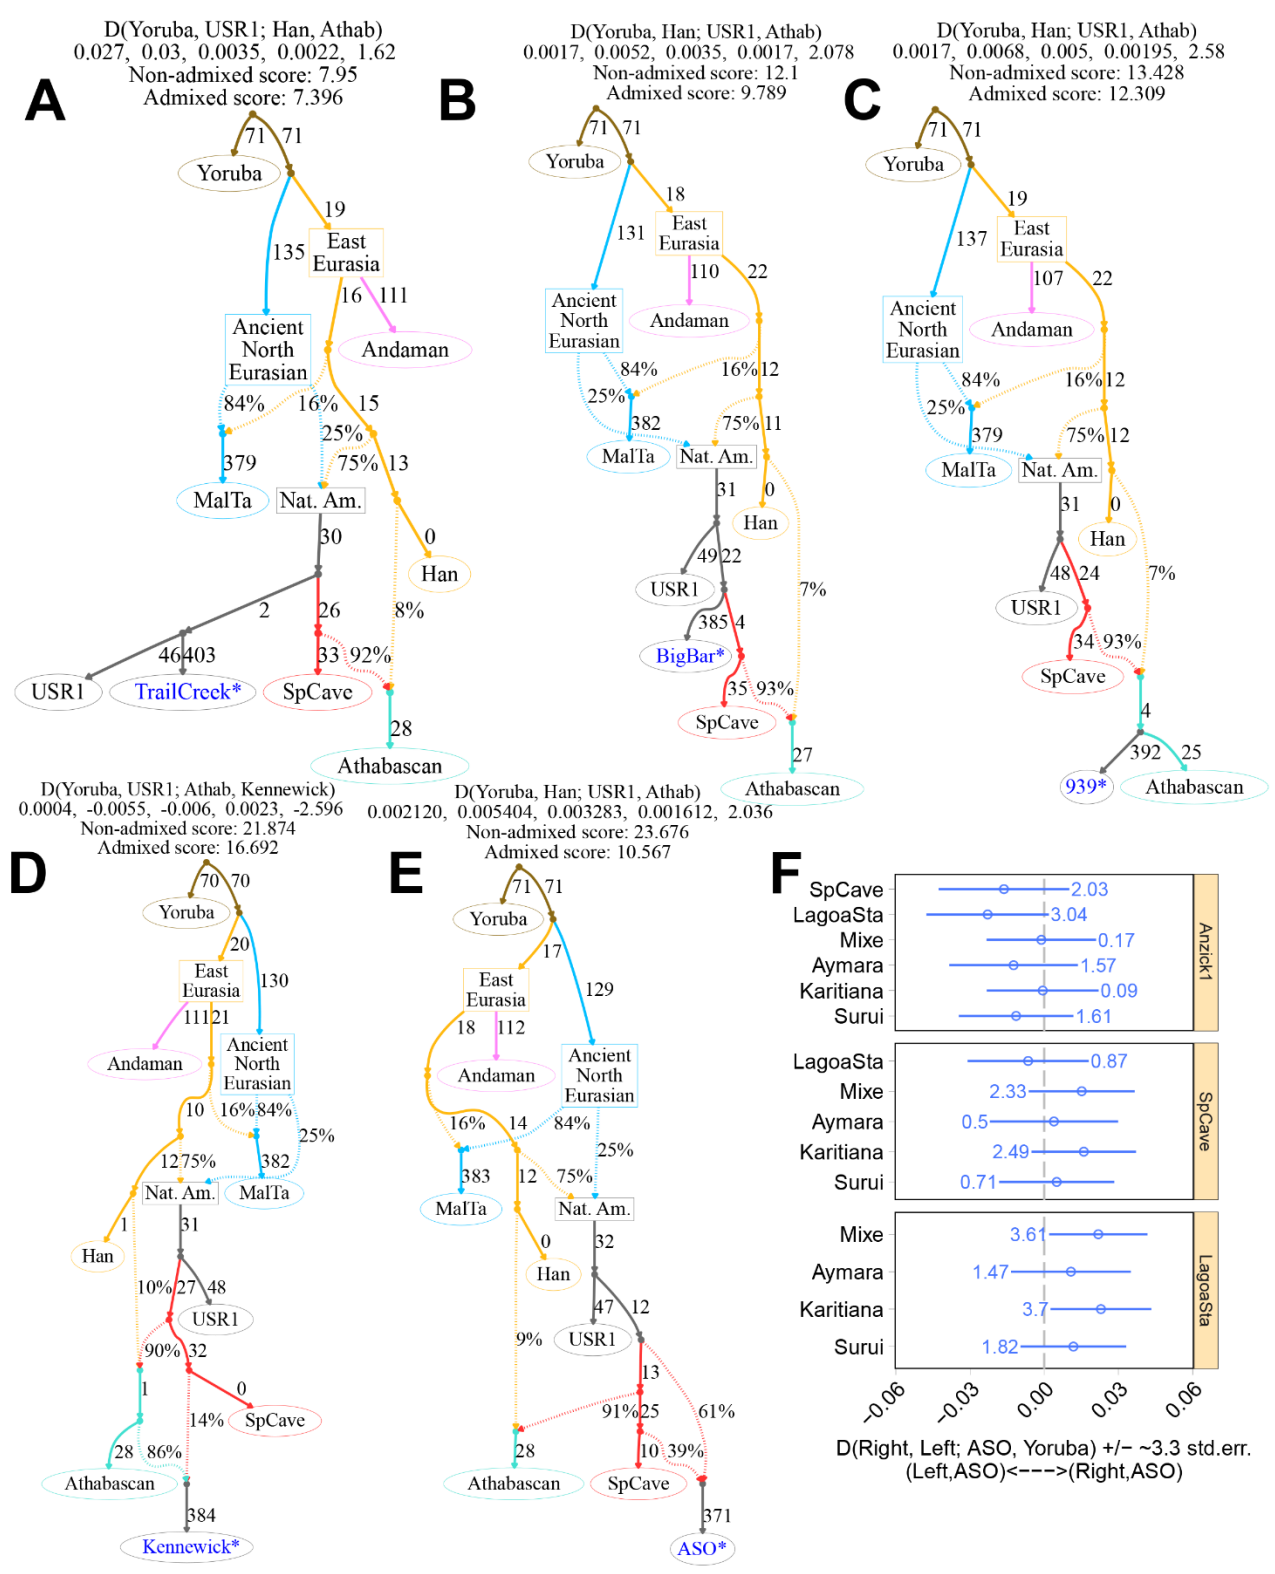 A
D(Yoruba, USR1; Han, Athab)
0.027, 0.03, 0.0035, 0.0022, 1.62
Non-admixed score: 7.95
Admixed score: 7.396
71 71
Yoruba
19
135
East
Eurasia
16 111
Ancient
North
Eurasian
Andaman
84% 16% 15
25%
379 75% 13
MalTa Nat. Am.
30 0
Han
2 26 8%
46 403 33 92%
USR1 TrailCreek* SpCave
28
Athabascan
B
D(Yoruba, Han; USR1, Athab)
0.0017, 0.0052, 0.0035, 0.0017, 2.078
Non-admixed score: 12.1
Admixed score: 9.789
71 71
Yoruba
18
131
East
Eurasia
110 22
Ancient
North
Eurasian
Andaman
84% 16% 12
25%
382 75% 11
MalTa Nat. Am.
31 0
Han
49 22
USR1 7%
385 4
BigBar*
35 93%
SpCave
27
Athabascan
C
D(Yoruba, Han; USR1, Athab)
0.0017, 0.0068, 0.005, 0.00195, 2.58
Non-admixed score: 13.428
Admixed score: 12.309
71 71
Yoruba
19
137
East
Eurasia
107 22
Ancient
North
Eurasian
Andaman
84% 16% 12
25%
379 75% 12
MalTa Nat. Am.
31 0
Han
48 24 7%
USR1
34 93%
SpCave
4
392 25
939* Athabascan
D
D(Yoruba, USR1; Athab, Kennewick)
0.0004, -0.0055, -0.006, 0.0023, -2.596
Non-admixed score: 21.874
Admixed score: 16.692
70 70
Yoruba
20
East
Eurasia
130
111 21
Andaman
Ancient
North
Eurasian
10 16% 84%
25%
12 75% 382
Nat. Am. MalTa
1 31
Han
10% 27 48
USR1
90% 32
1 0
14% SpCave
28 86%
Athabascan
384
Kennewick*
E
D(Yoruba, Han; USR1, Athab)
0.002120, 0.005404, 0.003283, 0.001612, 2.036
Non-admixed score: 23.676
Admixed score: 10.567
71 71
Yoruba
17
East
Eurasia
129
18 112
Andaman
Ancient
North
Eurasian
16% 14 84%
25%
383 12 75%
MalTa Nat. Am.
0 32
Han
47 12
USR1
9%
13
91% 25 61%
28 10 39%
Athabascan SpCave
371
ASO*
F
SpCave 2.03
LagoaSta 3.04
Mixe 0.17
Aymara 1.57
Karitiana 0.09
Surui 1.61
Anzick1
LagoaSta 0.87
Mixe 2.33
Aymara 0.5
Karitiana 2.49
Surui 0.71
SpCave
Mixe 3.61
Aymara 1.47
Karitiana 3.7
Surui 1.82
LagoaSta
−0.06 −0.03 0.00 0.03 0.06
D(Right, Left; ASO, Yoruba) +/− ~3.3 std.err.
(Left,ASO)<−−−>(Right,ASO)